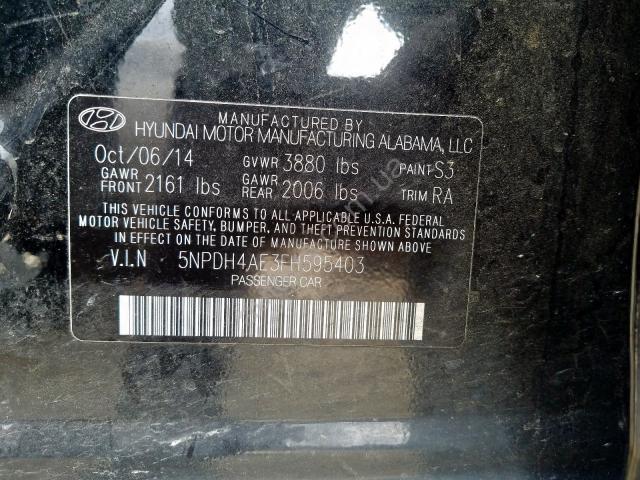 MANUFACTURED BY
HYUNDAI MOTOR MANUFACTURING ALABAMA, LLC
Oct/06/14 GVWR 3880 lbs PAINT S3
GAWR FRONT 2161 lbs GAWR REAR 2006 lbs TRIM RA
THIS VEHICLE CONFORMS TO ALL APPLICABLE U.S.A. FEDERAL
MOTOR VEHICLE SAFETY, BUMPER, AND THEFT PREVENTION STANDARDS
IN EFFECT ON THE DATE OF MANUFACTURE SHOWN ABOVE
V.I.N 5NPDH4AE3FH595403
PASSENGER CAR